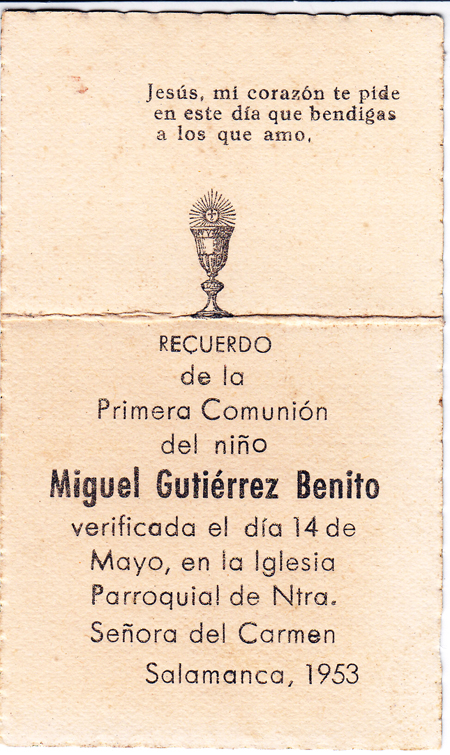 Jesús, mi corazón te pide
en este día que bendigas
a los que amo.
RECUERDO
de la
Primera Comunión
del niño
Miguel Gutiérrez Benito
verificada el día 14 de
Mayo, en la Iglesia
Parroquial de Ntra.
Señora del Carmen
Salamanca, 1953